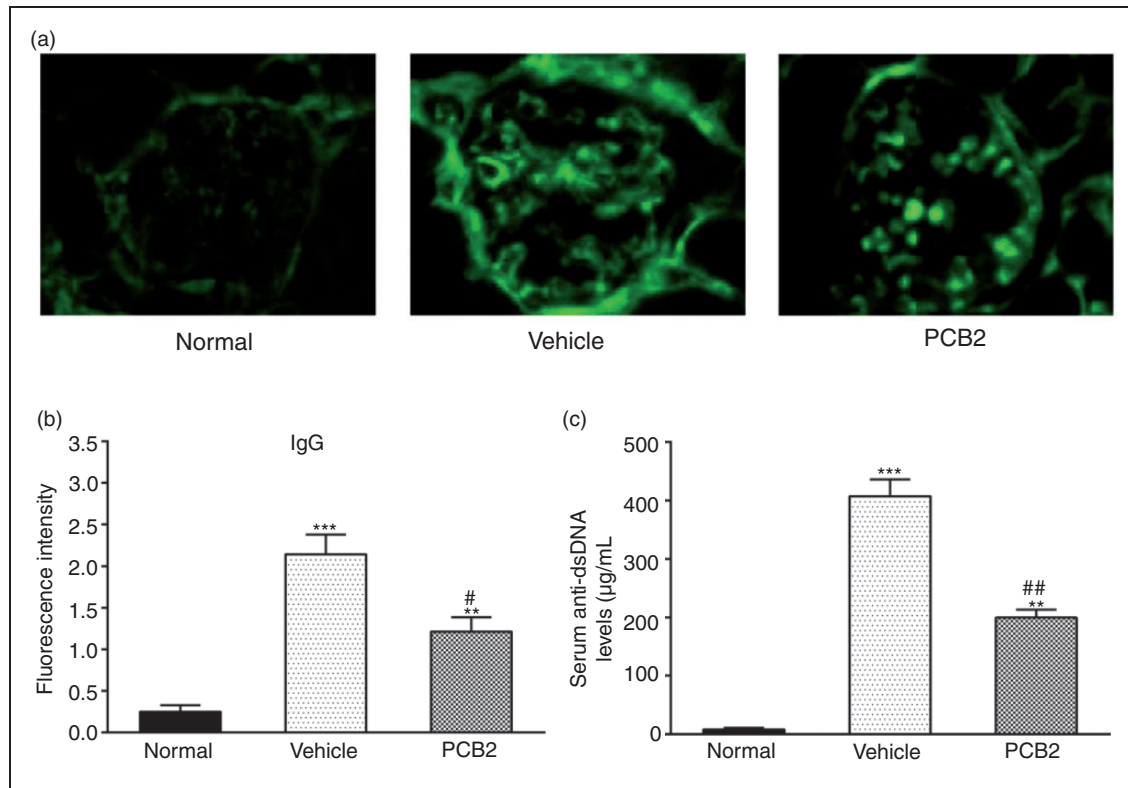 (a)
Normal
Vehicle
PCB2
(b)
IgG
Fluorescence intensity
3.5
3.0
2.5
2.0
1.5
1.0
0.5
0.0
***
#
**
Normal
Vehicle
PCB2
(c)
Serum anti-dsDNA
levels (µg/mL
500
400
300
200
100
0
***
##
**
Normal
Vehicle
PCB2